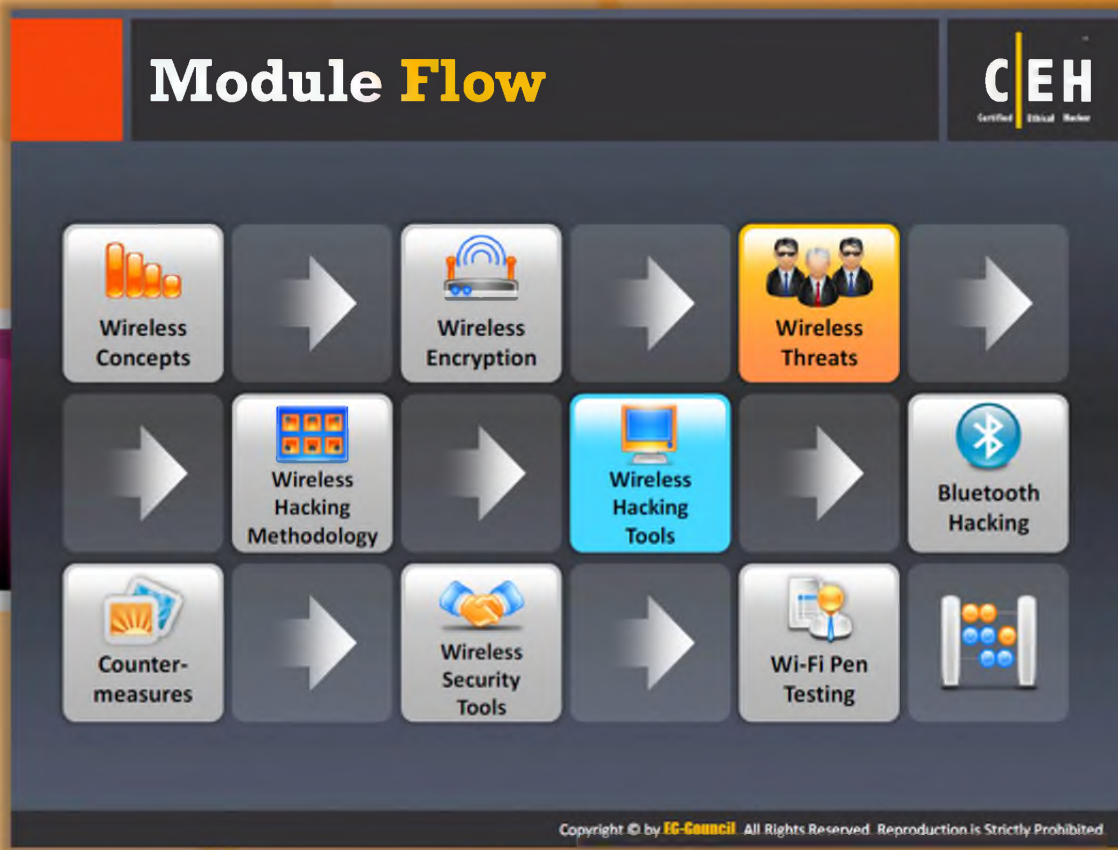 Module Flow
C EH
Certified Ethical Hacker
Wireless
Concepts
Wireless
Encryption
Wireless
Threats
Wireless
Hacking
Methodology
Wireless
Hacking
Tools
Bluetooth
Hacking
Counter-
measures
Wireless
Security
Tools
Wi-Fi Pen
Testing
Copyright © by EC-Council. All Rights Reserved. Reproduction is Strictly Prohibited.